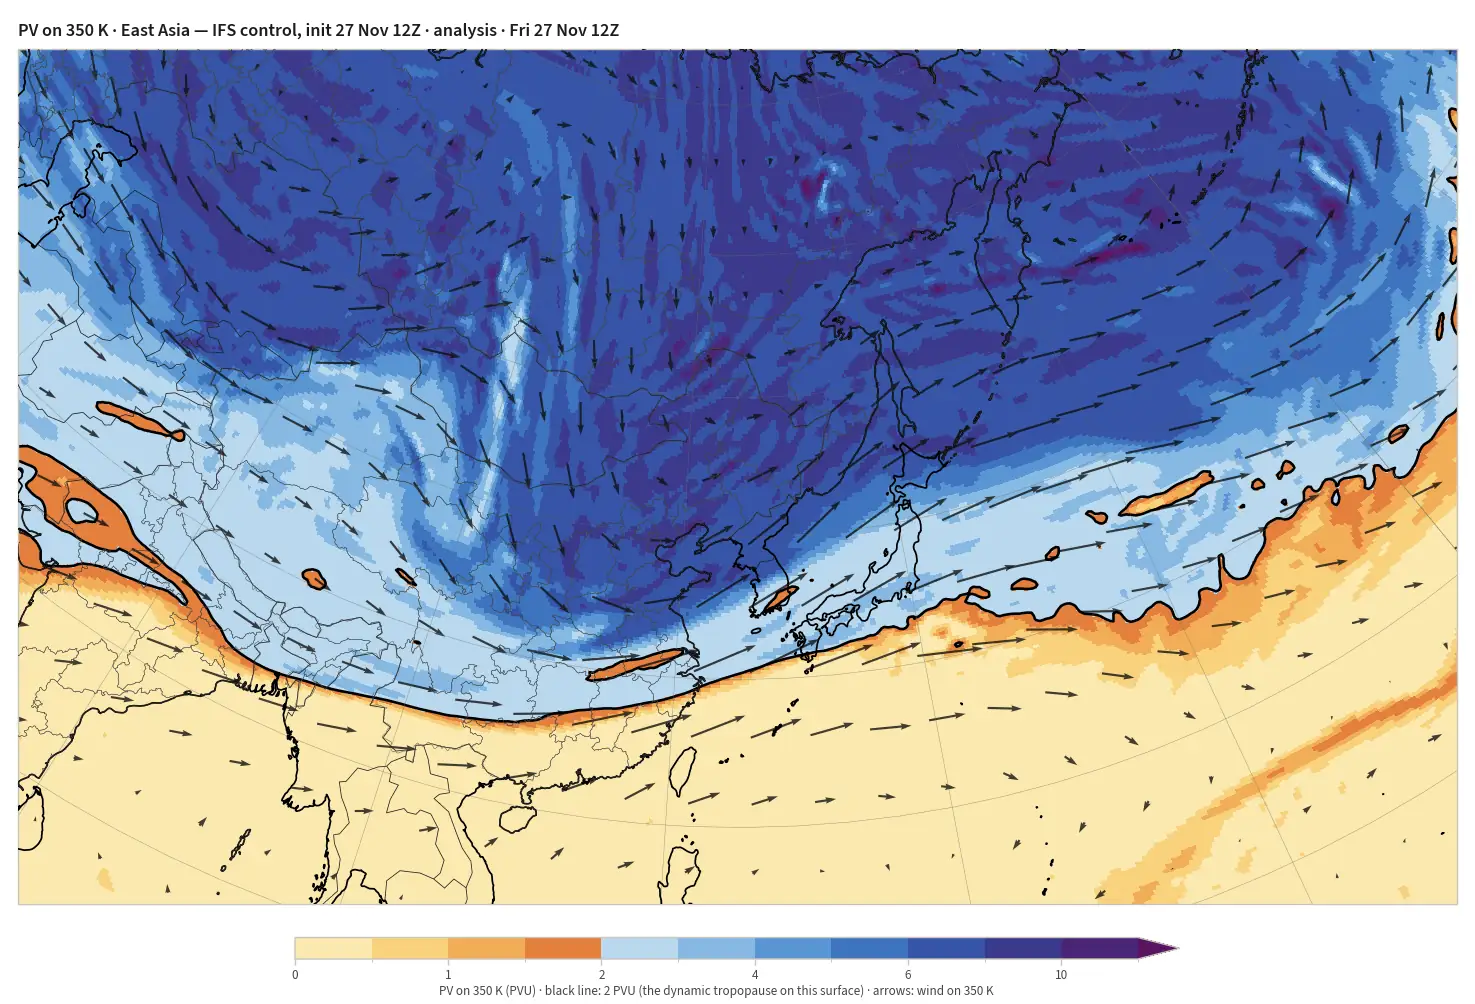 PV on 350 K · East Asia — IFS control, init 27 Nov 12Z · analysis · Fri 27 Nov 12Z
0 1 2 4 6 10
PV on 350 K (PVU) · black line: 2 PVU (the dynamic tropopause on this surface) · arrows: wind on 350 K